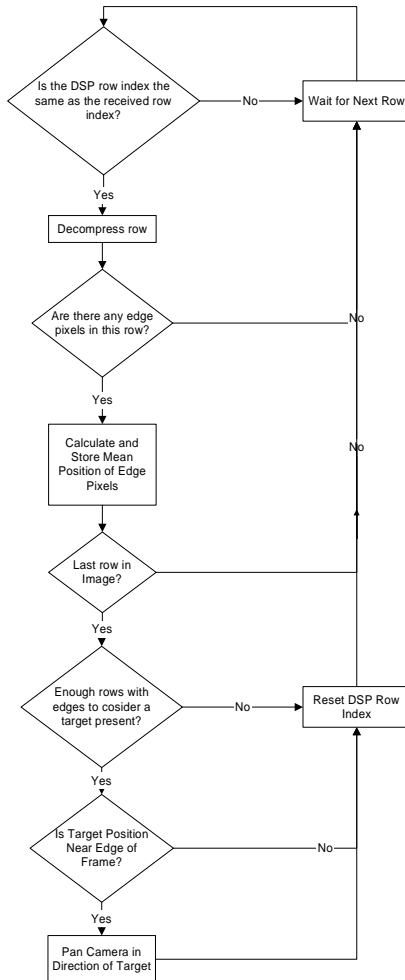 Is the DSP row index the
same as the received row
index?
No
Wait for Next Row
Yes
Decompress row
Are there any edge
pixels in this row?
No
Yes
Calculate and
Store Mean
Position of Edge
Pixels
No
Last row in
Image?
Yes
Enough rows with
edges to cosider a
target present?
No
Reset DSP Row
Index
Yes
Is Target Position
Near Edge of
Frame?
No
Yes
Pan Camera in
Direction of Target